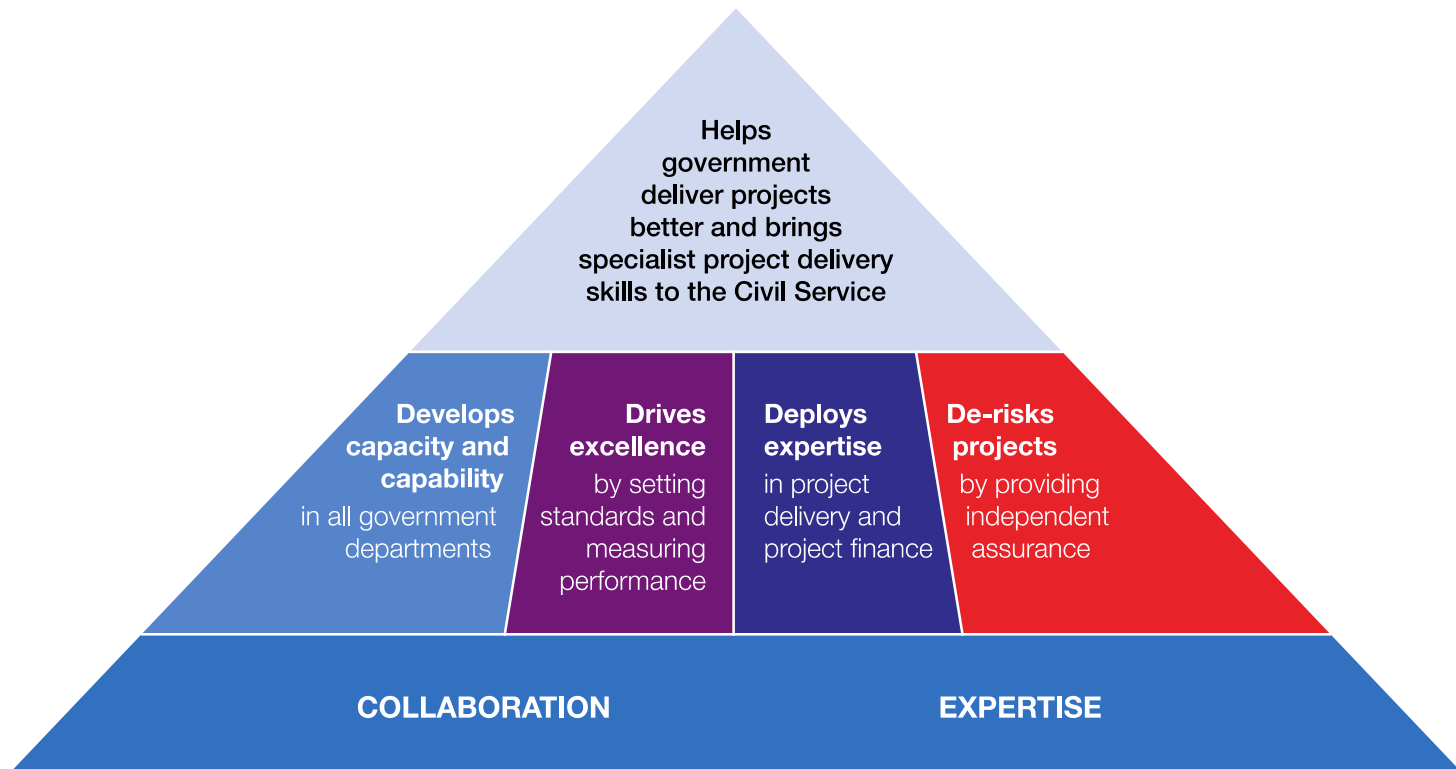 Helps
government
deliver projects
better and brings
specialist project delivery
skills to the Civil Service
Develops
capacity and
capability
in all government
departments
Drives
excellence
by setting
standards and
measuring
performance
Deploys
expertise
in project
delivery and
project finance
De-risks
projects
by providing
independent
assurance
COLLABORATION
EXPERTISE